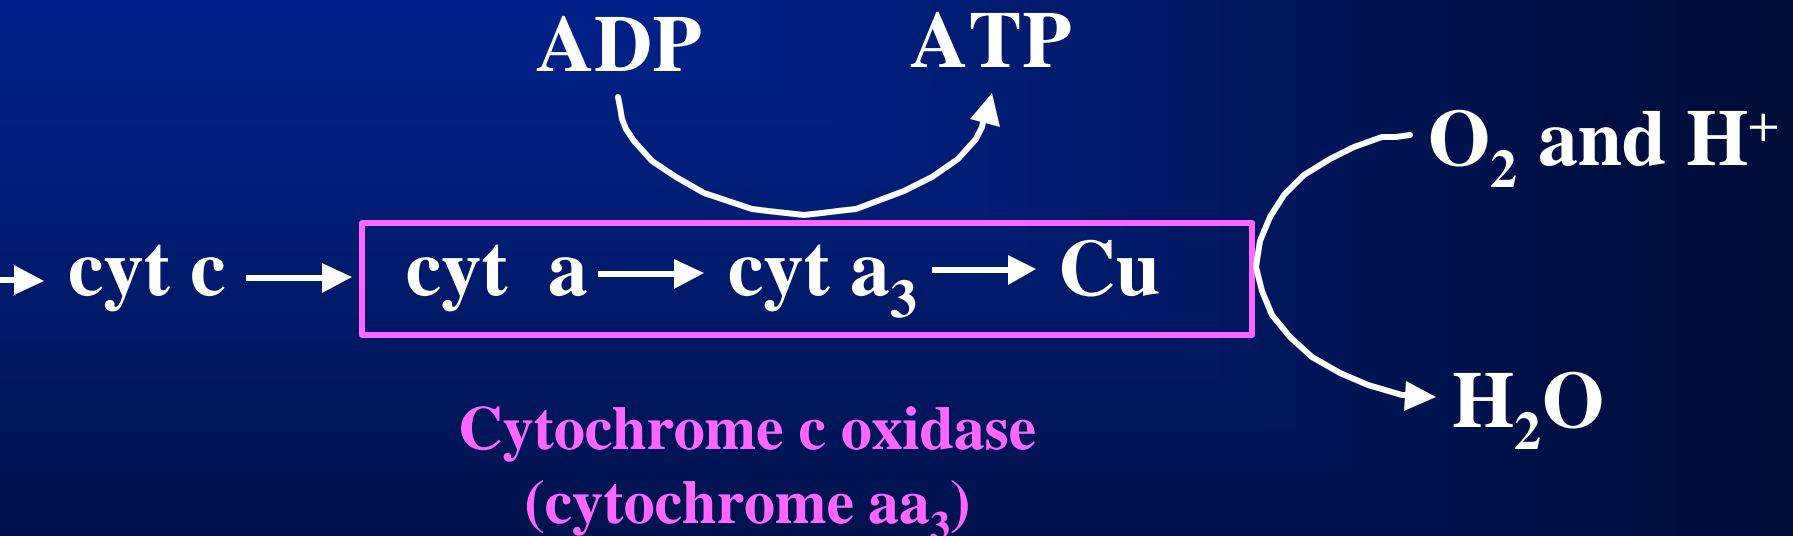 ADP ATP
O₂ and H⁺
cyt c cyt a cyt a₃ Cu
H₂O
Cytochrome c oxidase
(cytochrome aa₃)